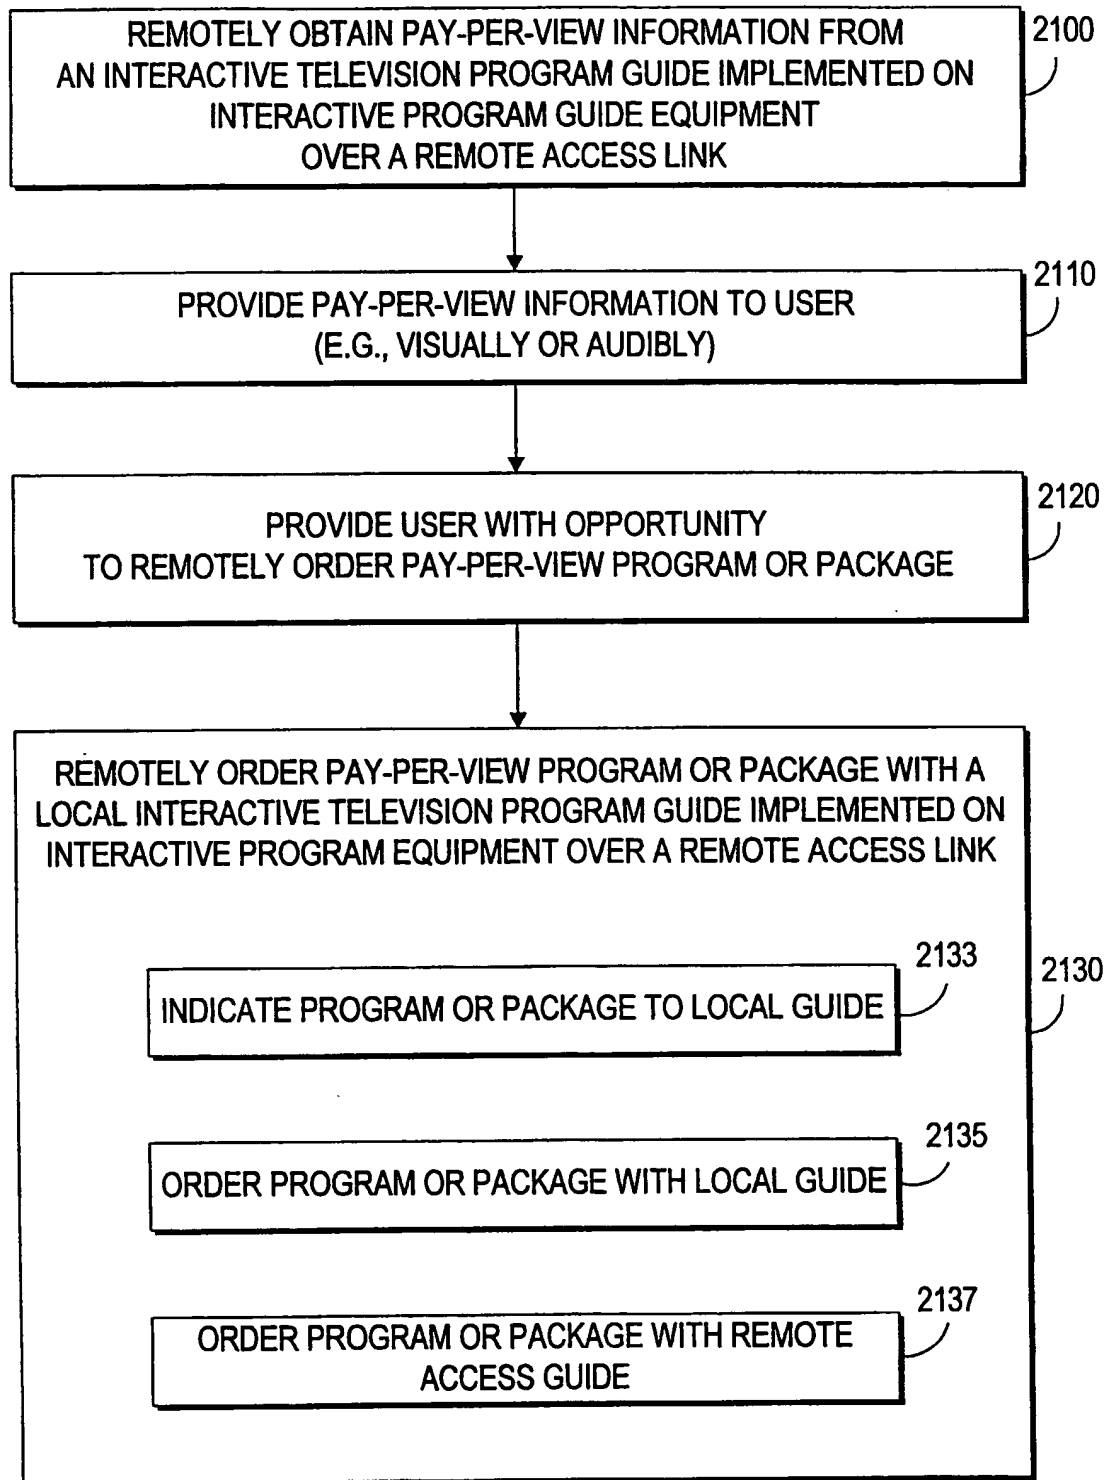 REMOTELY OBTAIN PAY-PER-VIEW INFORMATION FROM
AN INTERACTIVE TELEVISION PROGRAM GUIDE IMPLEMENTED ON
INTERACTIVE PROGRAM GUIDE EQUIPMENT
OVER A REMOTE ACCESS LINK
2100
PROVIDE PAY-PER-VIEW INFORMATION TO USER
(E.G., VISUALLY OR AUDIBLY)
2110
PROVIDE USER WITH OPPORTUNITY
TO REMOTELY ORDER PAY-PER-VIEW PROGRAM OR PACKAGE
2120
REMOTELY ORDER PAY-PER-VIEW PROGRAM OR PACKAGE WITH A
LOCAL INTERACTIVE TELEVISION PROGRAM GUIDE IMPLEMENTED ON
INTERACTIVE PROGRAM EQUIPMENT OVER A REMOTE ACCESS LINK
2130
INDICATE PROGRAM OR PACKAGE TO LOCAL GUIDE
2133
ORDER PROGRAM OR PACKAGE WITH LOCAL GUIDE
2135
ORDER PROGRAM OR PACKAGE WITH REMOTE
ACCESS GUIDE
2137